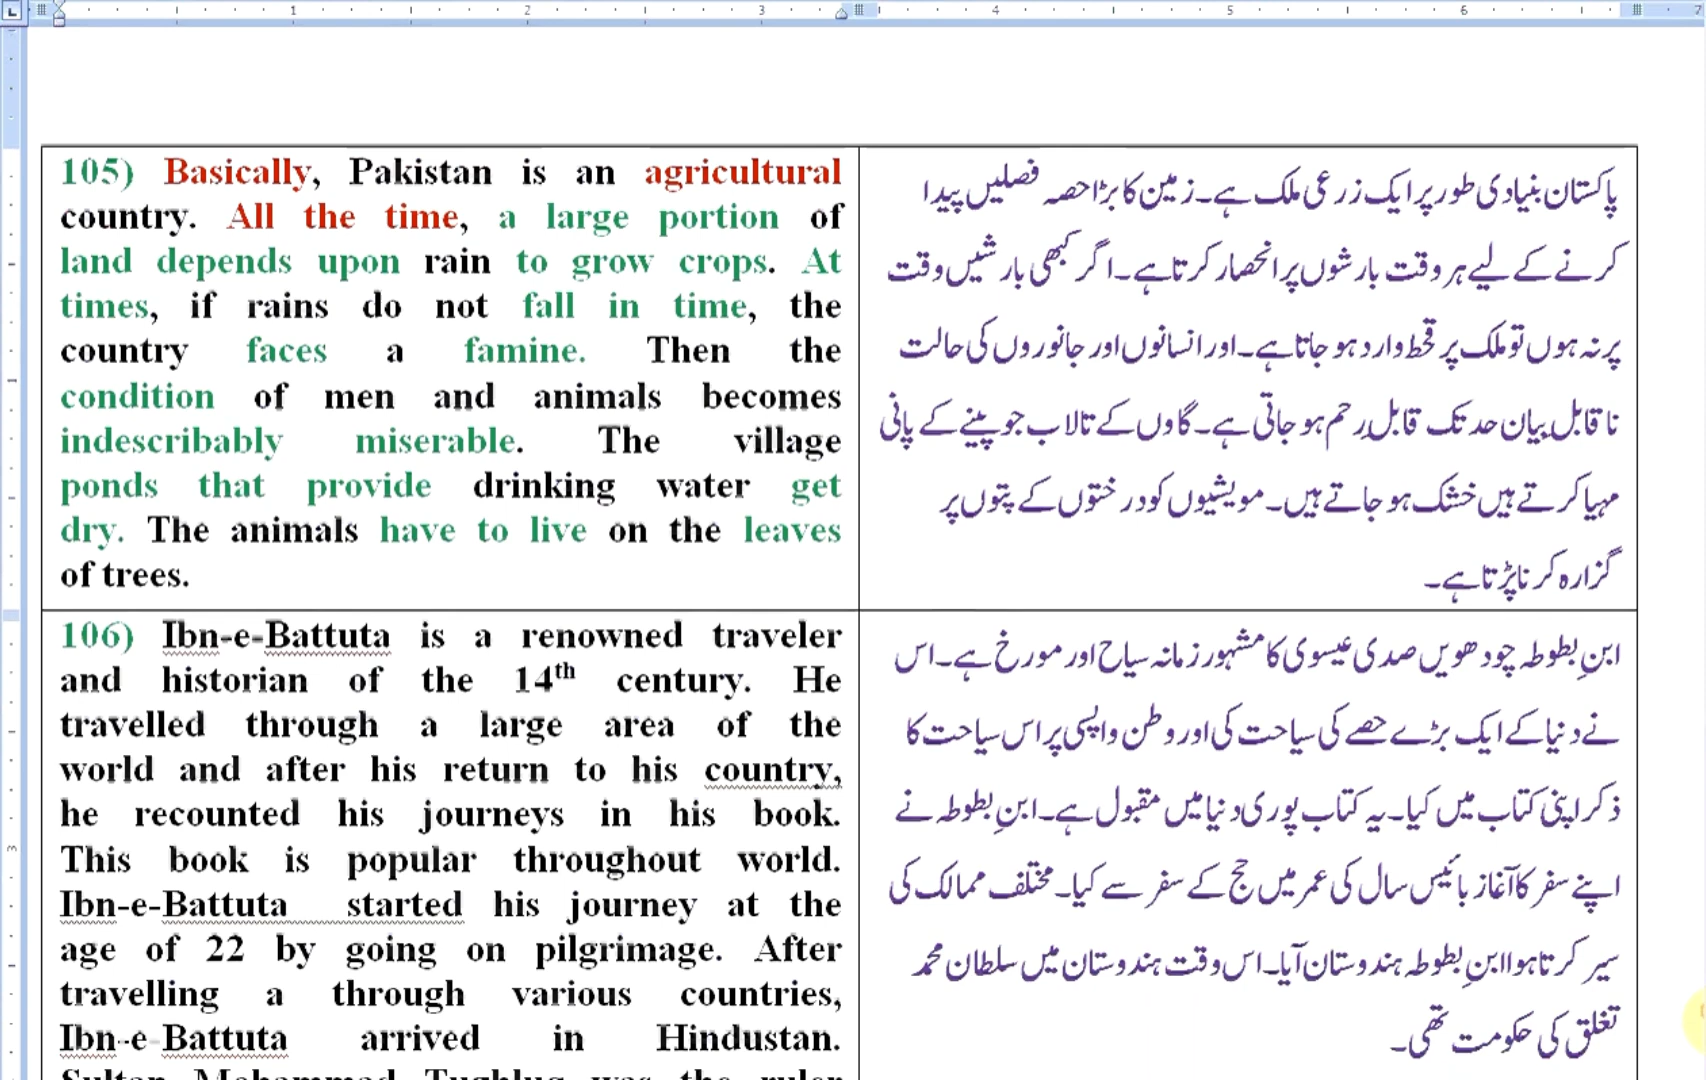 105) Basically, Pakistan is an agricultural
country. All the time, a large portion of
land depends upon rain to grow crops. At
times, if rains do not fall in time, the
country faces a famine. Then the
condition of men and animals becomes
indescribably miserable. The village
ponds that provide drinking water get
dry. The animals have to live on the leaves
of trees.
پاکستان بنیادی طور پر ایک زرعی ملک ہے۔ زمین کا بڑا حصہ فصلیں پیدا
کرنے کے لیے ہر وقت بارشوں پر انحصار کرتا ہے۔ اگر کبھی بارشیں وقت
پر نہ ہوں تو ملک پر قحط وارد ہو جاتا ہے۔ اور انسانوں اور جانوروں کی حالت
ناقابل بیان حد تک قابلِ رحم ہو جاتی ہے۔ گاوں کے تالاب جو پینے کے پانی
مہیا کرتے ہیں خشک ہو جاتے ہیں۔ مویشیوں کو درختوں کے پتوں پر
گزارہ کرنا پڑتا ہے۔
106) Ibn-e-Battuta is a renowned traveler
and historian of the 14th century. He
travelled through a large area of the
world and after his return to his country,
he recounted his journeys in his book.
This book is popular throughout world.
Ibn-e-Battuta started his journey at the
age of 22 by going on pilgrimage. After
travelling a through various countries,
Ibn-e-Battuta arrived in Hindustan.
Sultan Mohammad Tughluq was the ruler
ابنِ بطوطہ چودھویں صدی عیسوی کا مشہور زمانہ سیاح اور مورخ ہے۔ اس
نے دنیا کے ایک بڑے حصے کی سیاحت کی اور وطن واپسی پر اس سیاحت کا
ذکر اپنی کتاب میں کیا۔ یہ کتاب پوری دنیا میں مقبول ہے۔ ابنِ بطوطہ نے
اپنے سفر کا آغاز بائیس سال کی عمر میں حج کے سفر سے کیا۔ مختلف ممالک کی
سیر کرتا ہوا ابنِ بطوطہ ہندوستان آیا۔ اس وقت ہندوستان میں سلطان محمد
تغلق کی حکومت تھی۔